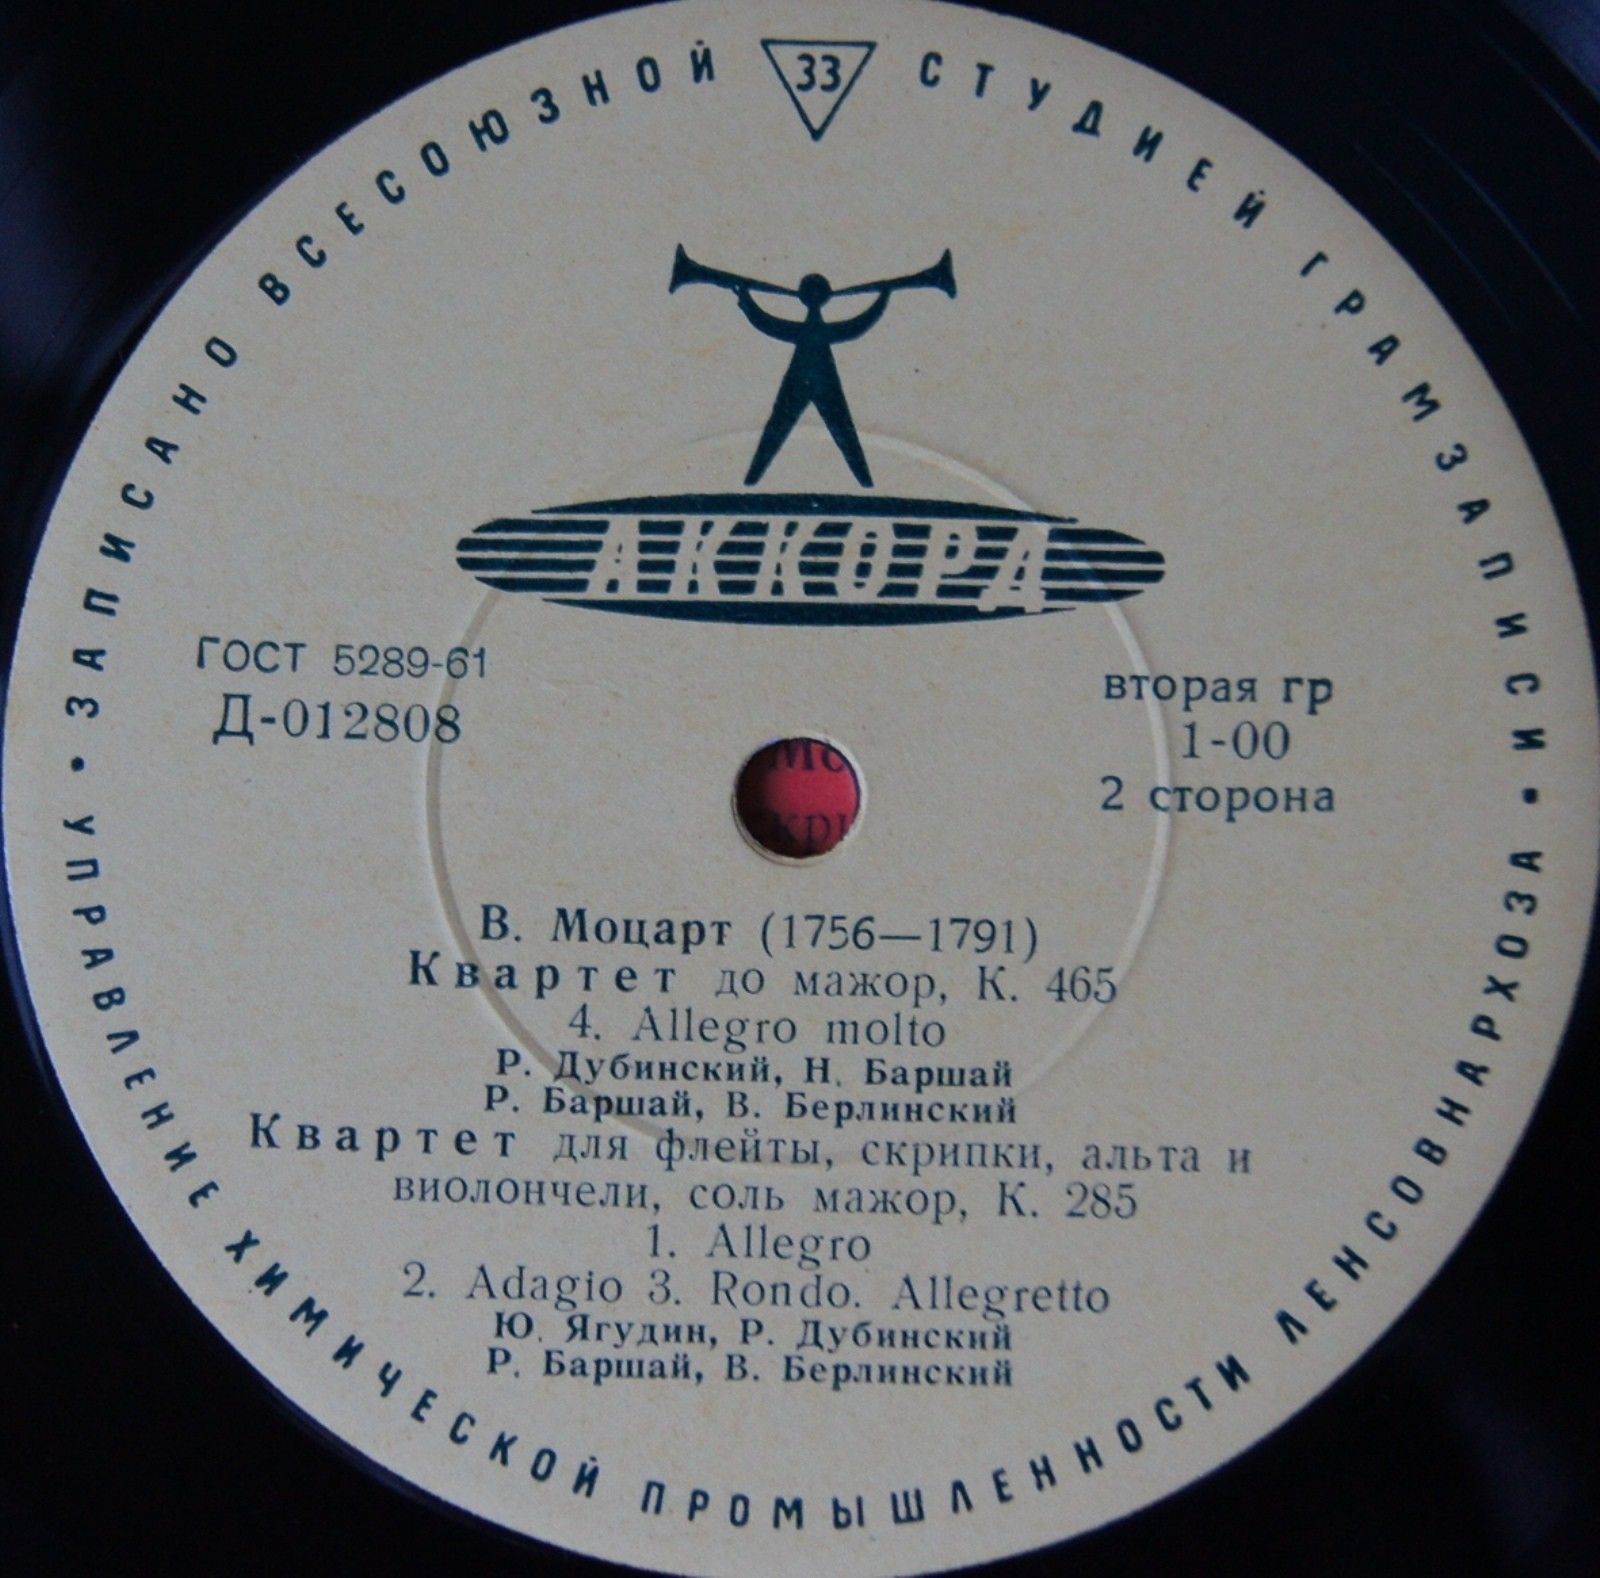 ЗАПИСАНО ВСЕСОЮЗНОЙ СТУДИЕЙ ГРАМЗАПИСИ
33
АККОРД
ГОСТ 5289-61
Д-012808
вторая гр
1-00
2 сторона
В. Моцарт (1756—1791)
Квартет до мажор, К. 465
4. Allegro molto
Р. Дубинский, Н. Баршай
Р. Баршай, В. Берлинский
Квартет для флейты, скрипки, альта и
виолончели, соль мажор, К. 285
1. Allegro
2. Adagio 3. Rondo. Allegretto
Ю. Ягудин, Р. Дубинский
Р. Баршай, В. Берлинский
УПРАВЛЕНИЕ ХИМИЧЕСКОЙ ПРОМЫШЛЕННОСТИ ЛЕНСОВНАРХОЗА